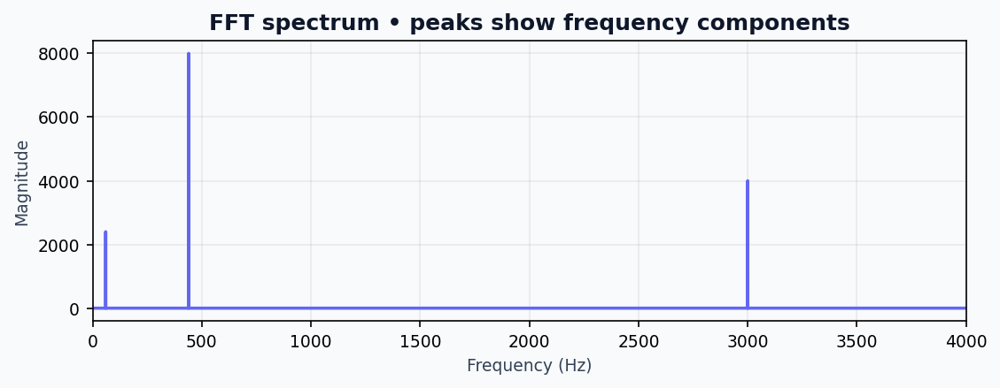 FFT spectrum • peaks show frequency components
8000
6000
4000
2000
0
Magnitude
0 500 1000 1500 2000 2500 3000 3500 4000
Frequency (Hz)